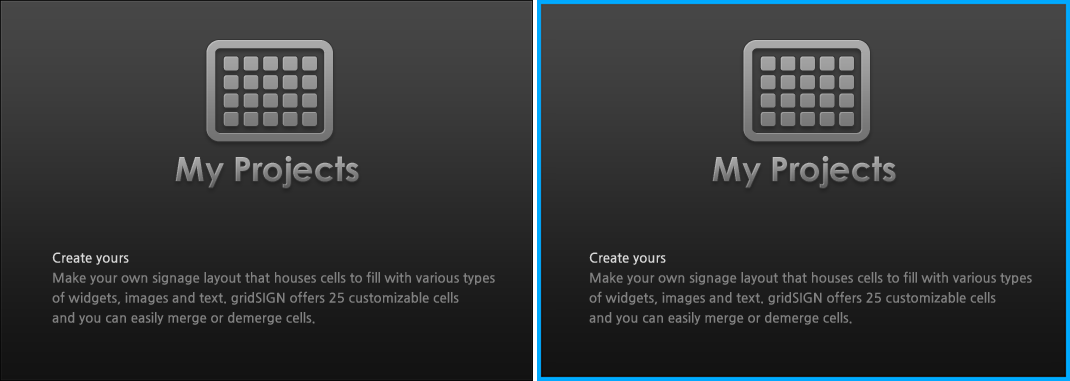 My Projects
Create yours
Make your own signage layout that houses cells to fill with various types
of widgets, images and text. gridSIGN offers 25 customizable cells
and you can easily merge or demerge cells.
My Projects
Create yours
Make your own signage layout that houses cells to fill with various types
of widgets, images and text. gridSIGN offers 25 customizable cells
and you can easily merge or demerge cells.